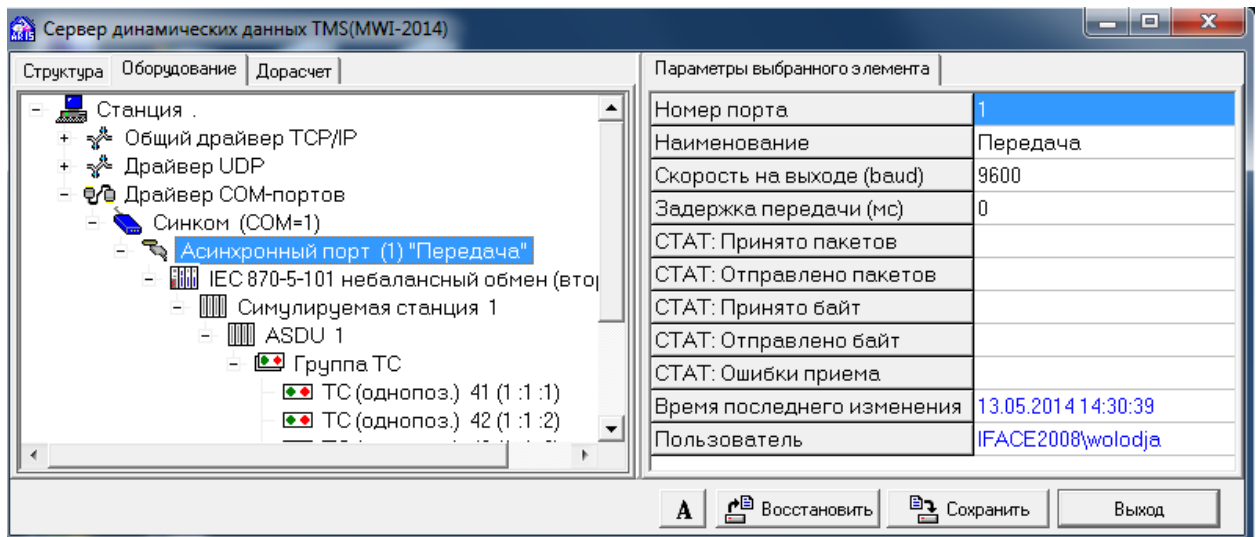 Сервер динамических данных TMS(MWI-2014)
Структура Оборудование Дорасчет
Станция .
Общий драйвер TCP/IP
Драйвер UDP
Драйвер COM-портов
Синком (COM=1)
Асинхронный порт (1) "Передача"
IEC 870-5-101 небалансный обмен (втор
Симулируемая станция 1
ASDU 1
Группа ТС
ТС (однопоз.) 41 (1 :1 :1)
ТС (однопоз.) 42 (1 :1 :2)
Параметры выбранного элемента
Номер порта 1
Наименование Передача
Скорость на выходе (baud) 9600
Задержка передачи (мс) 0
СТАТ: Принято пакетов
СТАТ: Отправлено пакетов
СТАТ: Принято байт
СТАТ: Отправлено байт
СТАТ: Ошибки приема
Время последнего изменения 13.05.2014 14:30:39
Пользователь IFACE2008\wolodja
A Восстановить Сохранить Выход